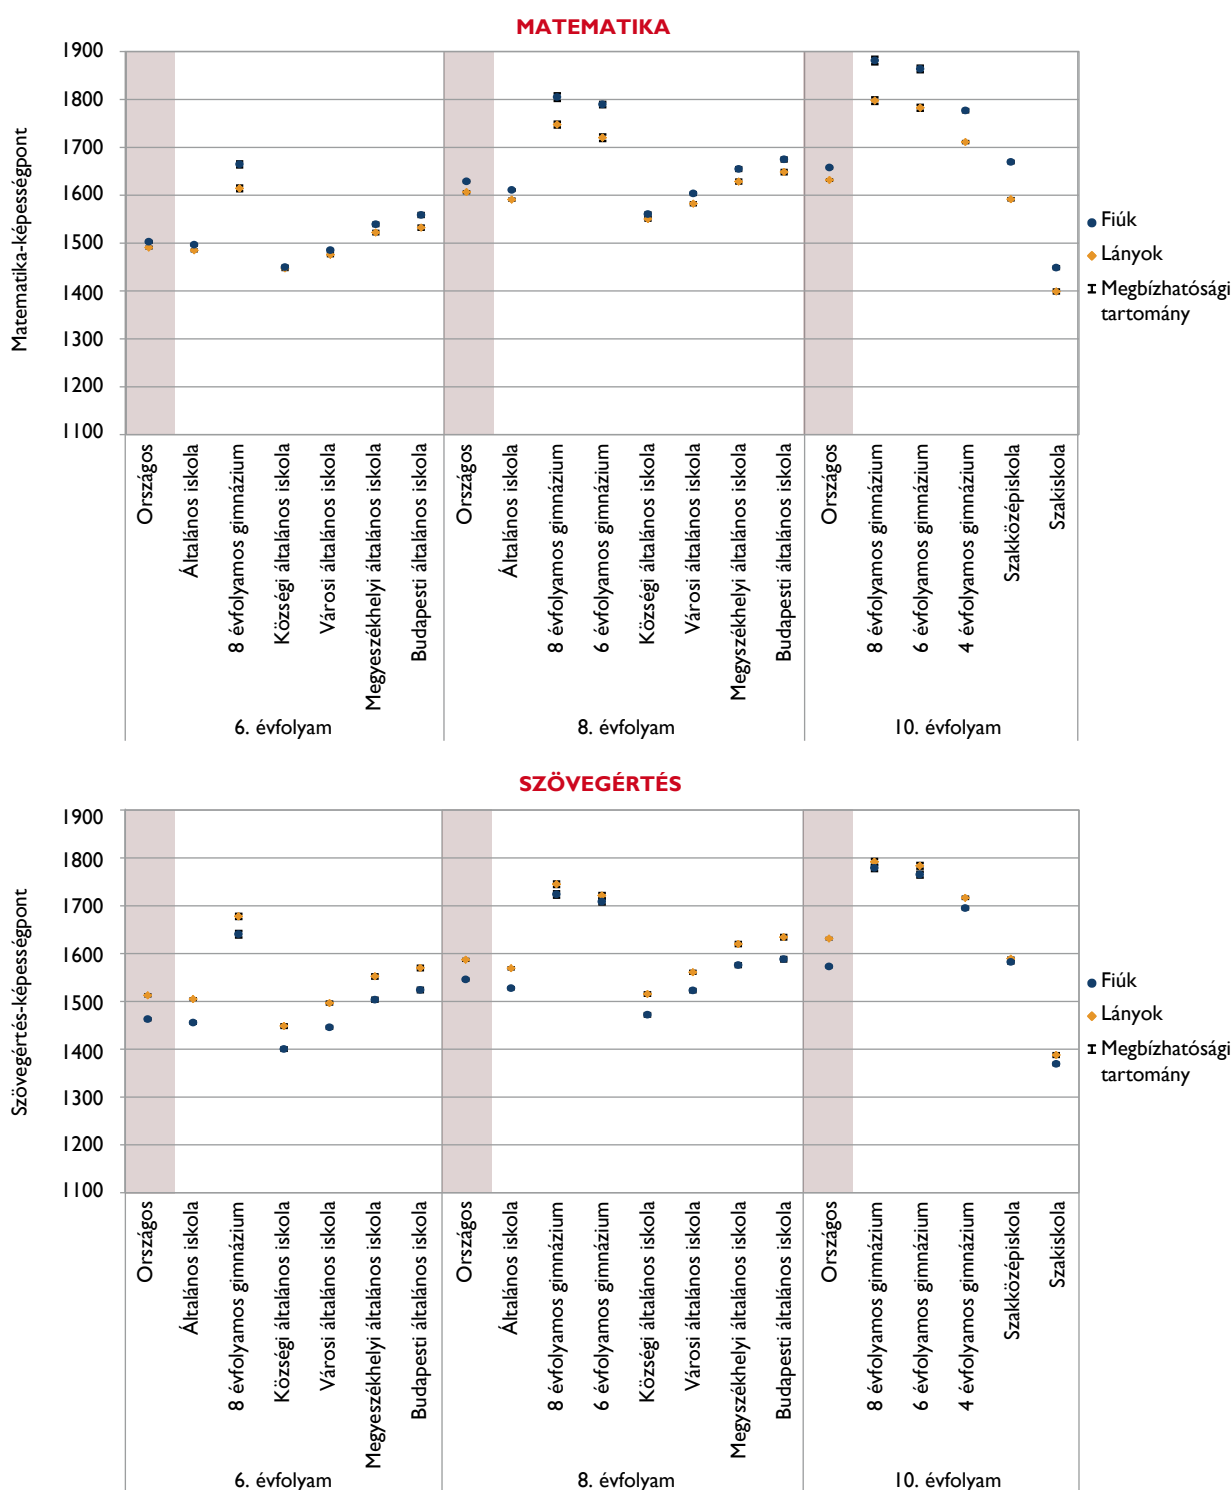 MATEMATIKA
Matematika-képességpont
1900
1800
1700
1600
1500
1400
1300
1200
1100
Fiúk
Lányok
Megbízhatósági
tartomány
Országos
Általános iskola
8 évfolyamos gimnázium
Községi általános iskola
Városi általános iskola
Megyeszékhelyi általános iskola
Budapesti általános iskola
Országos
Általános iskola
8 évfolyamos gimnázium
6 évfolyamos gimnázium
Községi általános iskola
Városi általános iskola
Megyszékhelyi általános iskola
Budapesti általános iskola
Országos
8 évfolyamos gimnázium
6 évfolyamos gimnázium
4 évfolyamos gimnázium
Szakközépiskola
Szakiskola
6. évfolyam
8. évfolyam
10. évfolyam
SZÖVEGÉRTÉS
Szövegértés-képességpont
1900
1800
1700
1600
1500
1400
1300
1200
1100
Fiúk
Lányok
Megbízhatósági
tartomány
Országos
Általános iskola
8 évfolyamos gimnázium
Községi általános iskola
Városi általános iskola
Megyeszékhelyi általános iskola
Budapesti általános iskola
Országos
Általános iskola
8 évfolyamos gimnázium
6 évfolyamos gimnázium
Községi általános iskola
Városi általános iskola
Megyszékhelyi általános iskola
Budapesti általános iskola
Országos
8 évfolyamos gimnázium
6 évfolyamos gimnázium
4 évfolyamos gimnázium
Szakközépiskola
Szakiskola
6. évfolyam
8. évfolyam
10. évfolyam